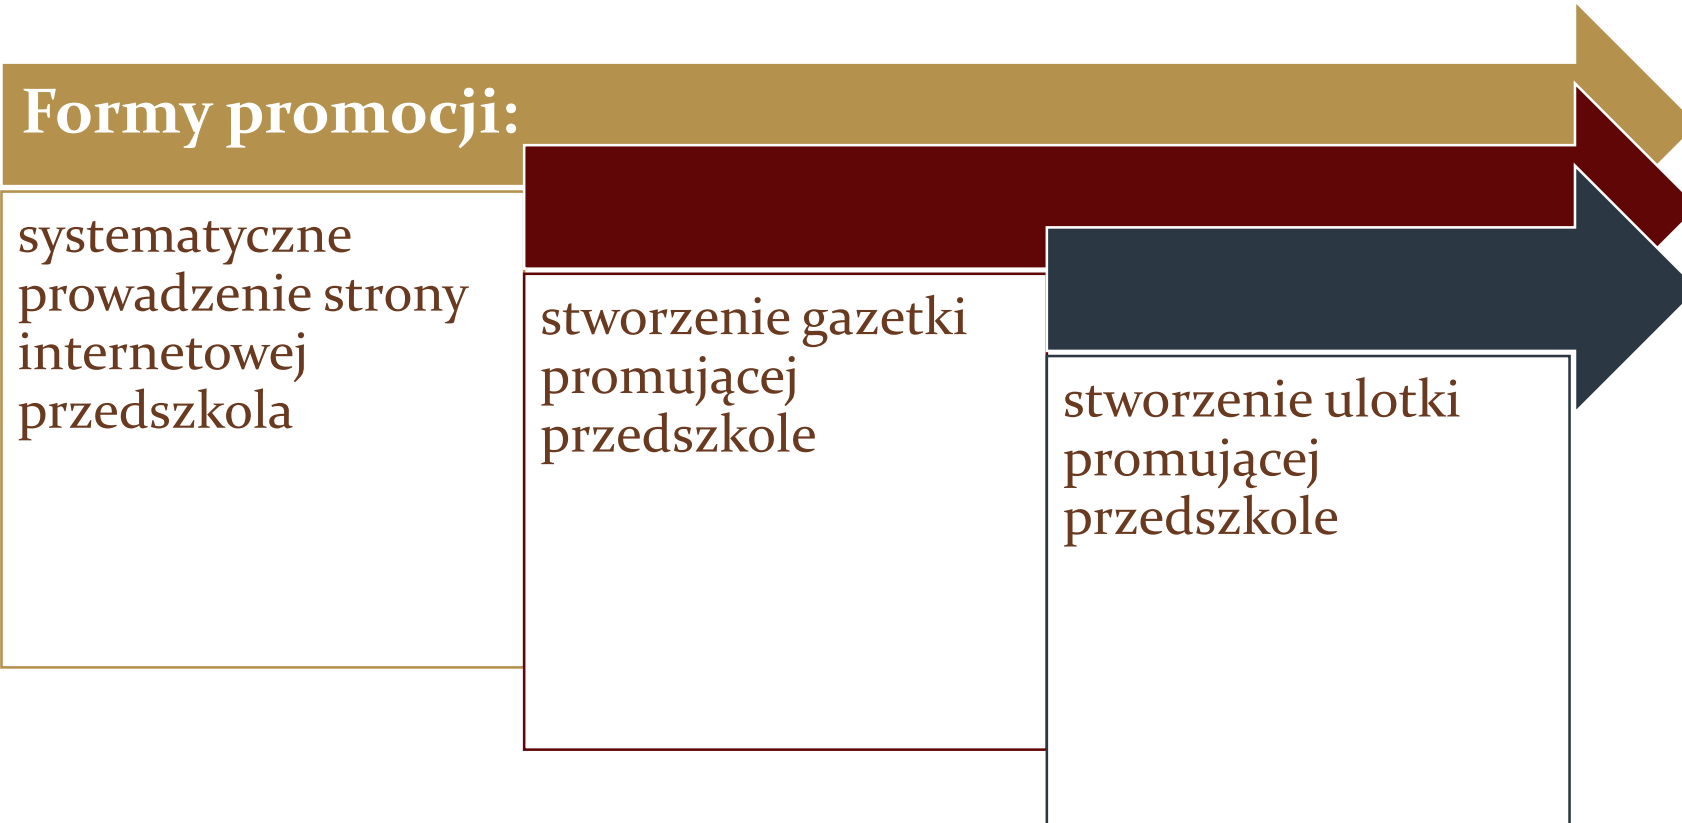 Formy promocji:
systematyczne
prowadzenie strony
internetowej
przedszkola
stworzenie gazetki
promującej
przedszkole
stworzenie ulotki
promującej
przedszkole